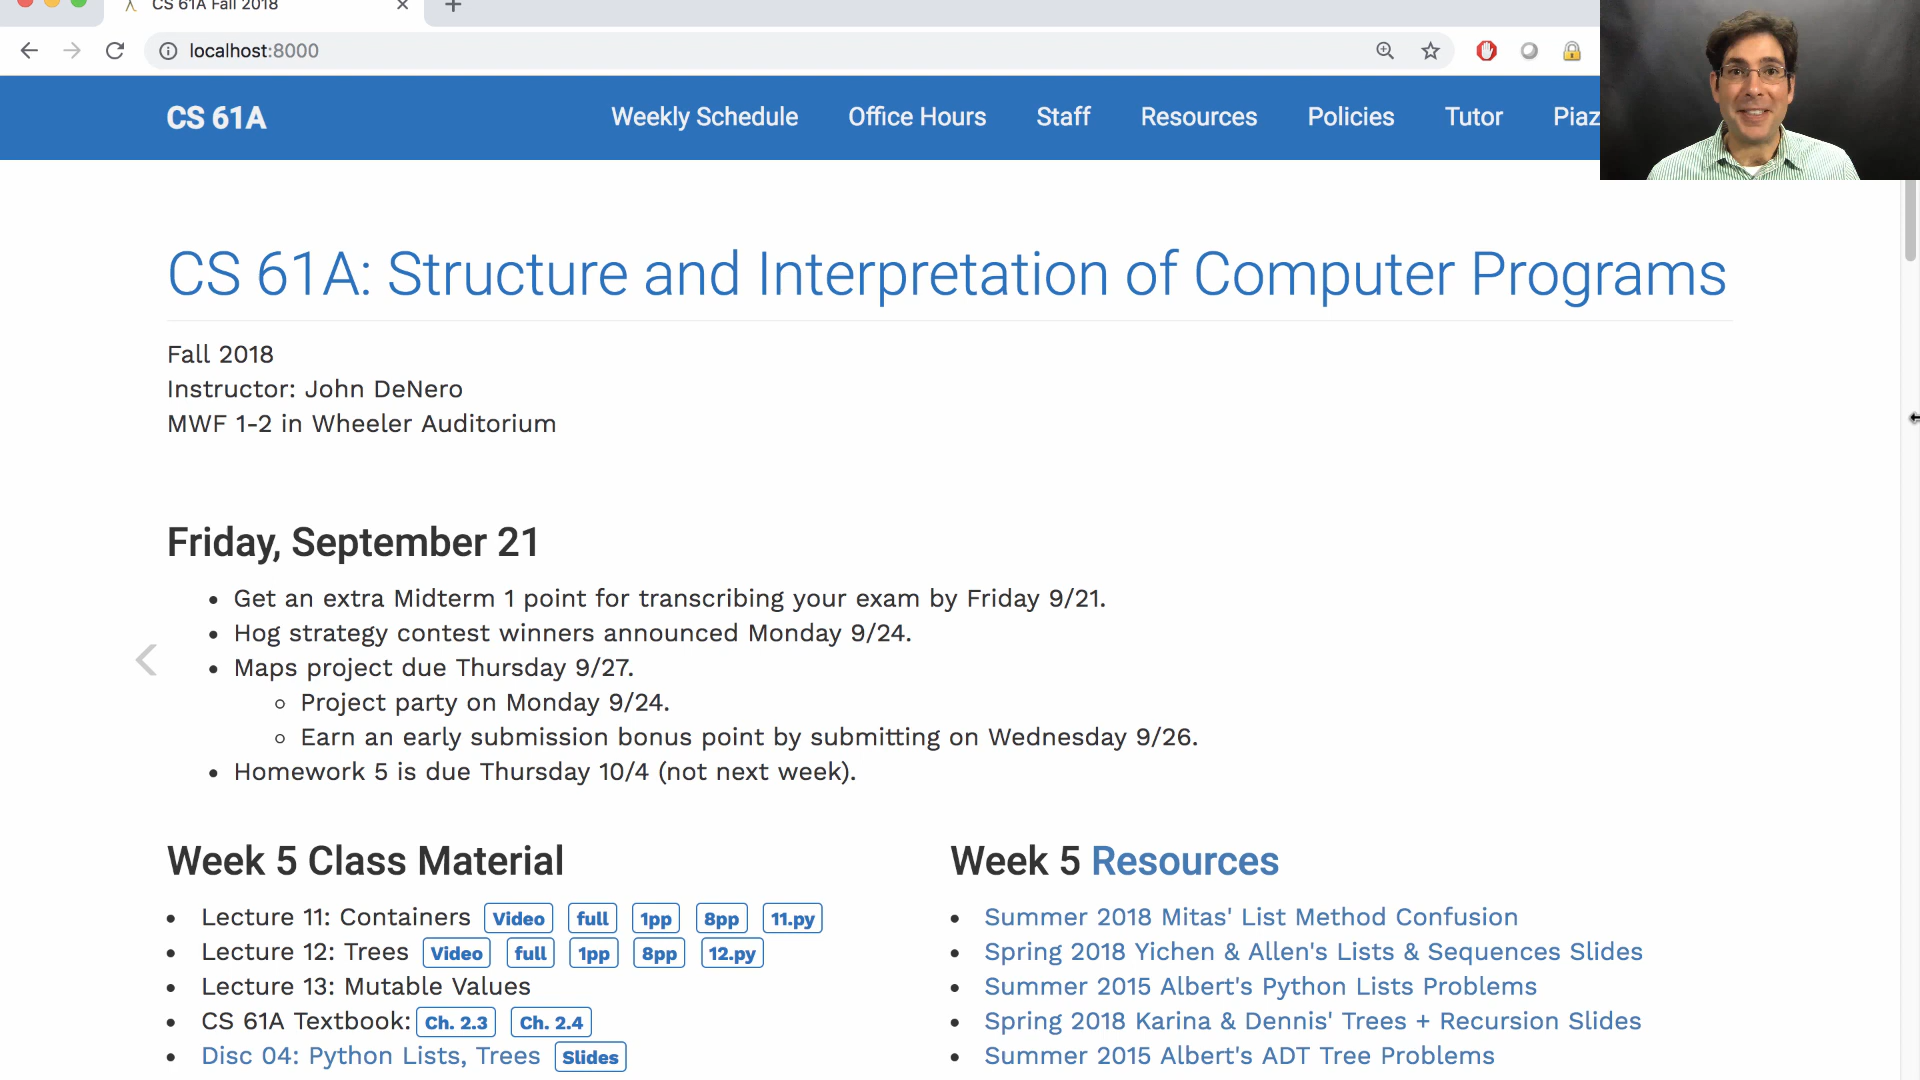 CS 61A Fall 2018
localhost:8000
CS 61A
Weekly Schedule
Office Hours
Staff
Resources
Policies
Tutor
Piaz
CS 61A: Structure and Interpretation of Computer Programs
Fall 2018
Instructor: John DeNero
MWF 1-2 in Wheeler Auditorium
Friday, September 21
Get an extra Midterm 1 point for transcribing your exam by Friday 9/21.
Hog strategy contest winners announced Monday 9/24.
Maps project due Thursday 9/27.
Project party on Monday 9/24.
Earn an early submission bonus point by submitting on Wednesday 9/26.
Homework 5 is due Thursday 10/4 (not next week).
Week 5 Class Material
Lecture 11: Containers Video full 1pp 8pp 11.py
Lecture 12: Trees Video full 1pp 8pp 12.py
Lecture 13: Mutable Values
CS 61A Textbook: Ch. 2.3 Ch. 2.4
Disc 04: Python Lists, Trees Slides
Week 5 Resources
Summer 2018 Mitas' List Method Confusion
Spring 2018 Yichen & Allen's Lists & Sequences Slides
Summer 2015 Albert's Python Lists Problems
Spring 2018 Karina & Dennis' Trees + Recursion Slides
Summer 2015 Albert's ADT Tree Problems